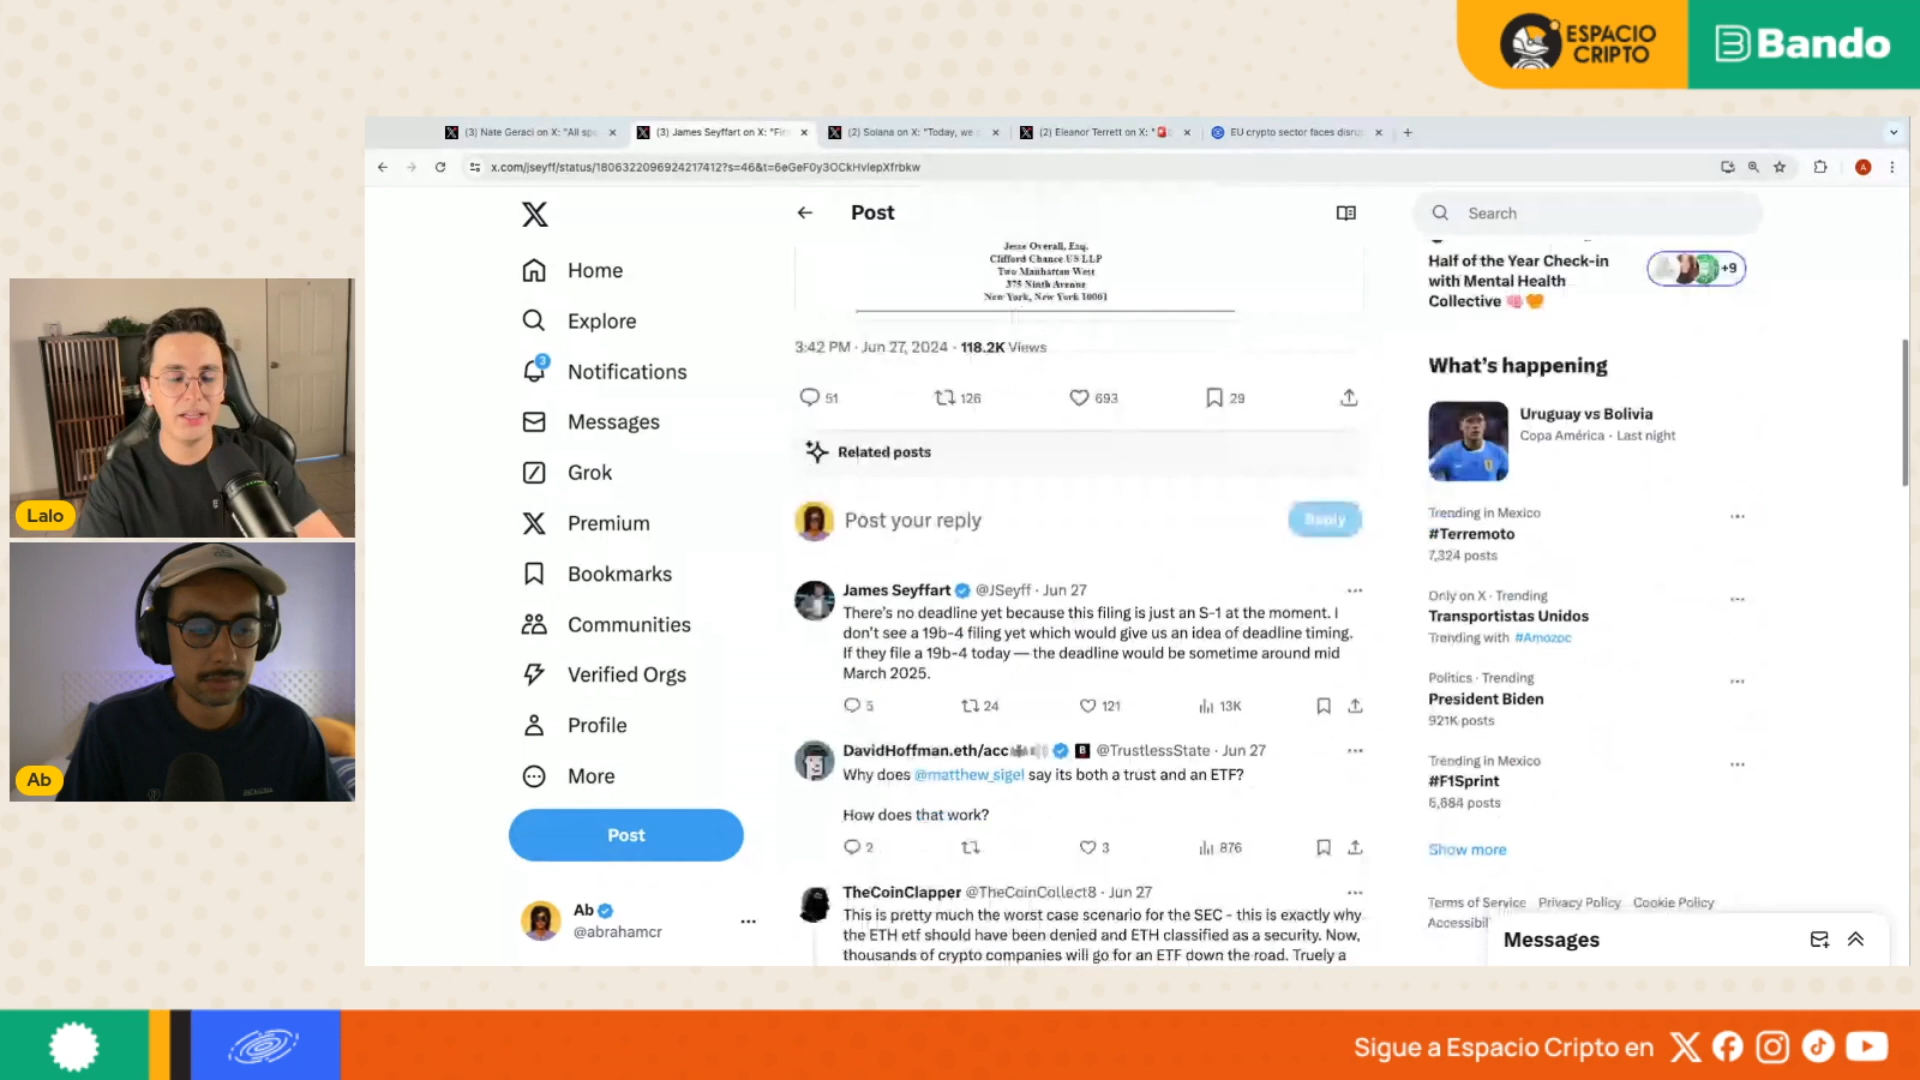 ESPACIO
CRIPTO
Bando
(3) Nate Geraci on X: "All spo
(3) James Seyffart on X: "Fir
(2) Solana on X: "Today, we
(2) Eleanor Terrett on X: "
EU crypto sector faces disrup
x.com/jseyff/status/1806322096924217412?s=46&t=6eGeF0y3OCkHvlepXfrbkw
Home
Explore
3
Notifications
Messages
Grok
Premium
Bookmarks
Communities
Verified Orgs
Profile
More
Post
Ab
@abrahamcr
Post
Jesse Overall, Esq.
Clifford Chance US LLP
Two Manhattan West
375 Ninth Avenue
New York, New York 10001
3:42 PM · Jun 27, 2024 · 118.2K Views
51 126 693 29
Related posts
Post your reply
Reply
James Seyffart @JSeyff · Jun 27
There's no deadline yet because this filing is just an S-1 at the moment. I
don't see a 19b-4 filing yet which would give us an idea of deadline timing.
If they file a 19b-4 today — the deadline would be sometime around mid
March 2025.
5 24 121 13K
DavidHoffman.eth/acc @TrustlessState · Jun 27
Why does @matthew_sigel say its both a trust and an ETF?
How does that work?
2 3 876
TheCoinClapper @TheCoinCollect8 · Jun 27
This is pretty much the worst case scenario for the SEC - this is exactly why
the ETH etf should have been denied and ETH classified as a security. Now,
thousands of crypto companies will go for an ETF down the road. Truely a
Search
Half of the Year Check-in
with Mental Health
Collective
+9
What's happening
Uruguay vs Bolivia
Copa América · Last night
Trending in Mexico
#Terremoto
7,324 posts
Only on X · Trending
Transportistas Unidos
Trending with #Amozoc
Politics · Trending
President Biden
921K posts
Trending in Mexico
#F1Sprint
5,684 posts
Show more
Terms of Service Privacy Policy Cookie Policy
Messages
Lalo
Ab
Sigue a Espacio Cripto en